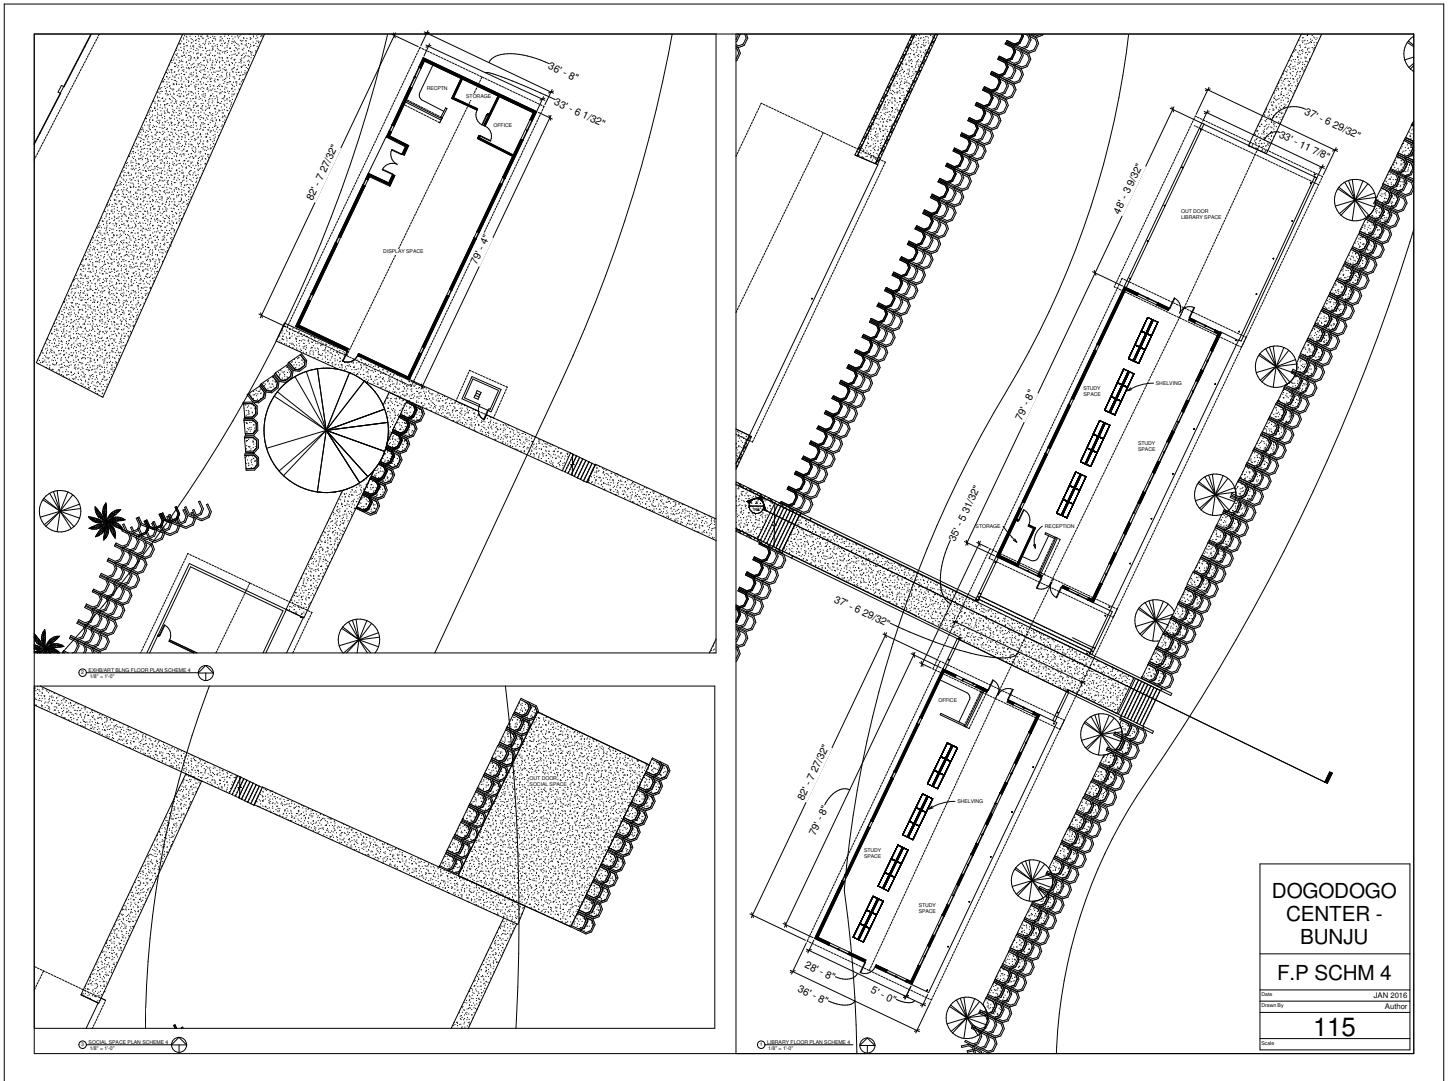 36' - 8"
33' - 6 1/32"
RECPTN
STORAGE
OFFICE
82' - 7 27/32"
DISPLAY SPACE
79' - 4"
EXHB/ART BLNG FLOOR PLAN SCHEME 4
1/8" = 1'-0"
OUT DOOR
SOCIAL SPACE
SOCIAL SPACE PLAN SCHEME 4
1/8" = 1'-0"
37' - 6 29/32"
33' - 11 7/8"
48' - 3 9/32"
OUT DOOR
LIBRARY SPACE
79' - 8"
STUDY
SPACE
SHELVING
STUDY
SPACE
35' - 5 31/32"
STORAGE
RECEPTION
37' - 6 29/32"
OFFICE
82' - 7 27/32"
79' - 8"
SHELVING
STUDY
SPACE
STUDY
SPACE
28' - 8"
36' - 8"
5' - 0"
1 LIBRARY FLOOR PLAN SCHEME 4
1/8" = 1'-0"
DOGODOGO
CENTER -
BUNJU
F.P SCHM 4
Date JAN 2016
Drawn By Author
115
Scale